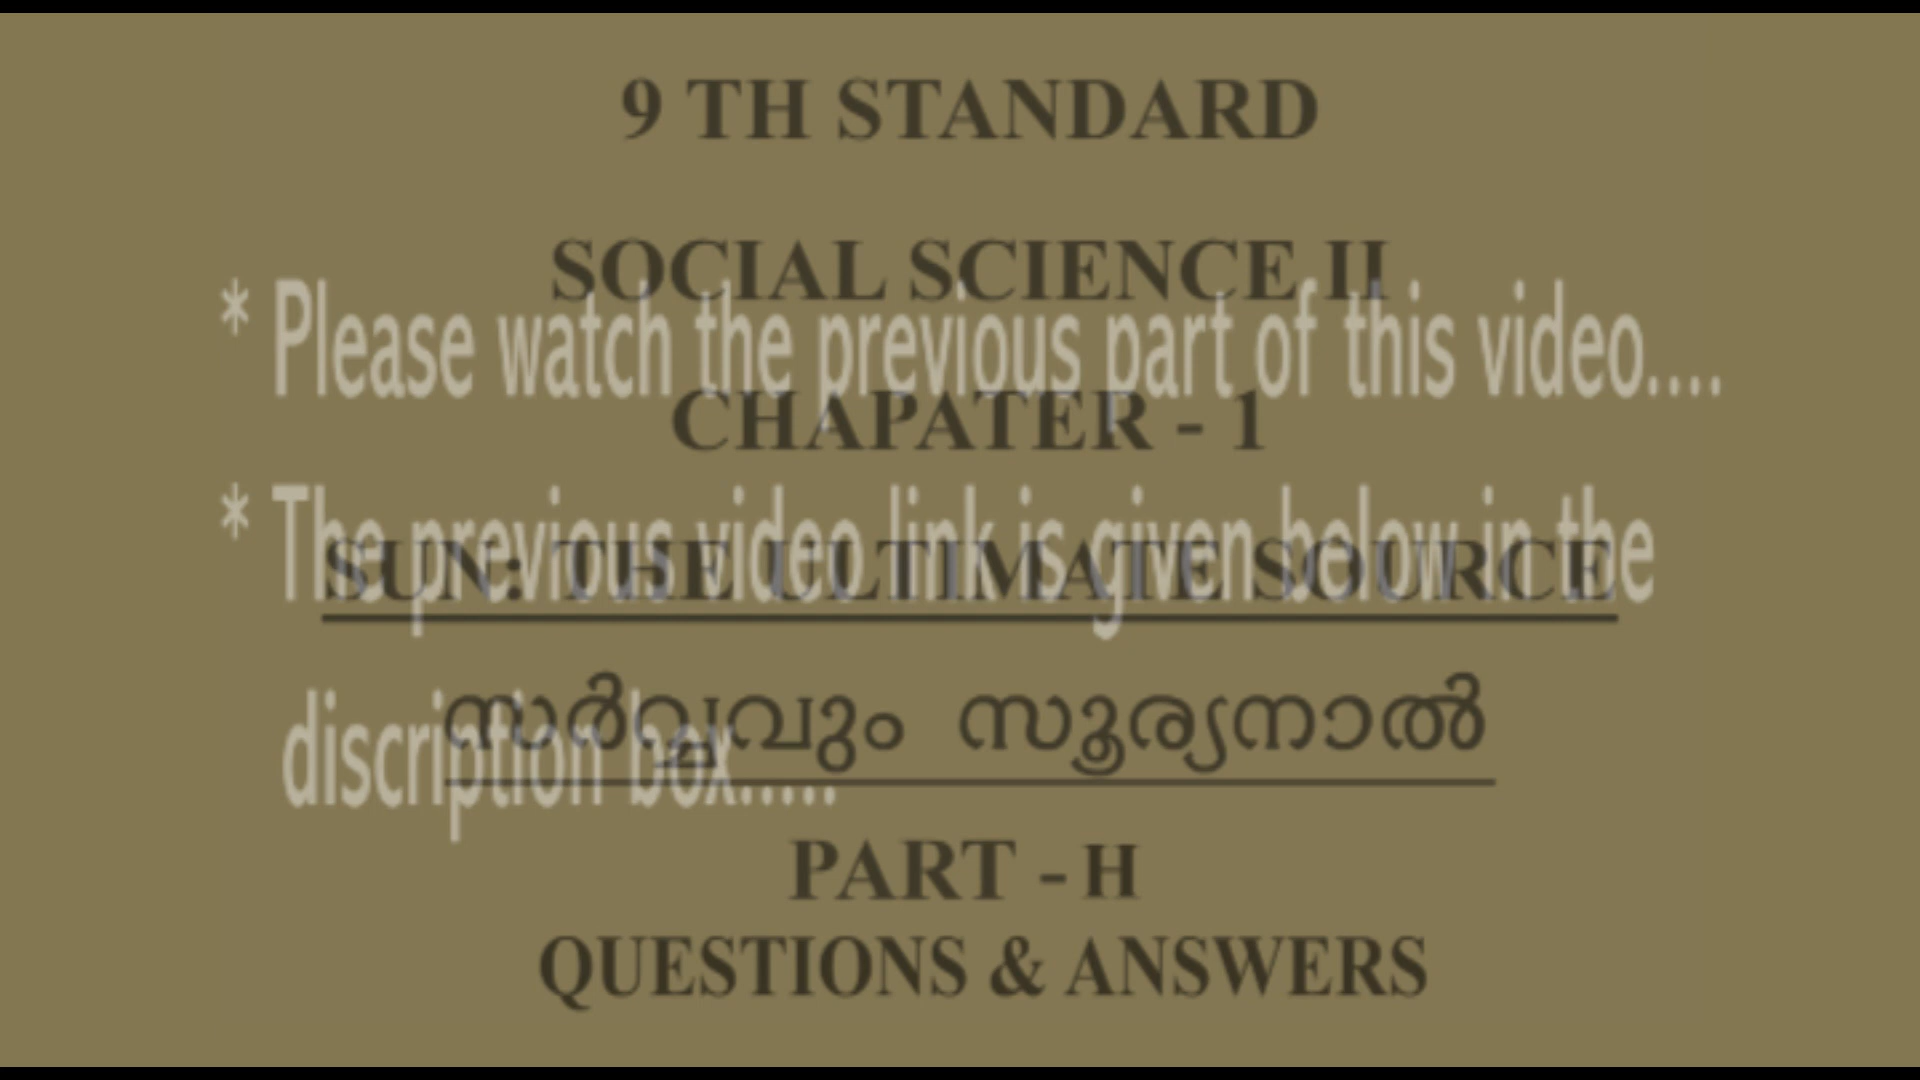 9 TH STANDARD
SOCIAL SCIENCE II
* Please watch the previous part of this video....
CHAPATER - 1
* The previous video link is given below in the
SUN: THE ULTIMATE SOURCE
സർവ്വവും സൂര്യനാൽ
discription box.....
PART - H
QUESTIONS & ANSWERS